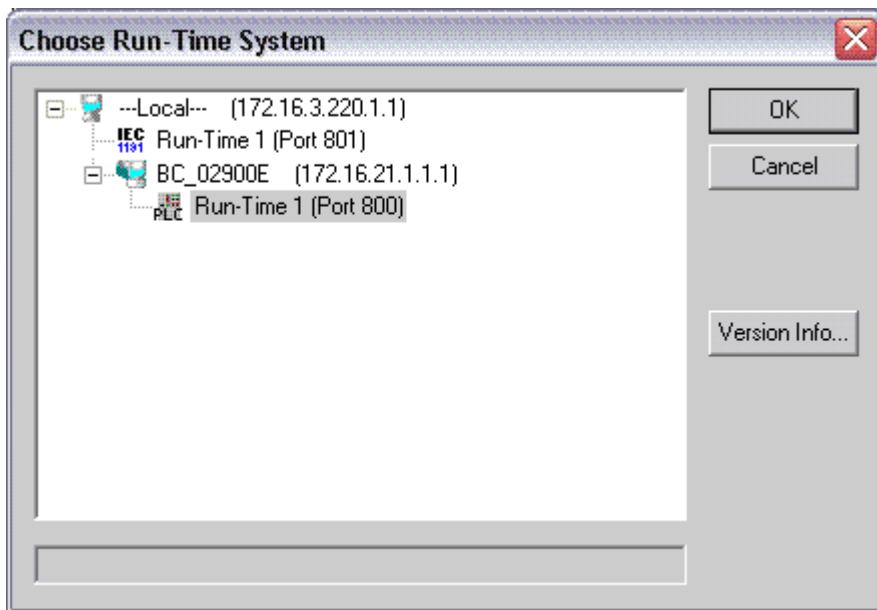 Choose Run-Time System
---Local--- (172.16.3.220.1.1)
OK
IEC
1131
Run-Time 1 (Port 801)
BC_02900E (172.16.21.1.1.1)
Cancel
PLC
Run-Time 1 (Port 800)
Version Info...